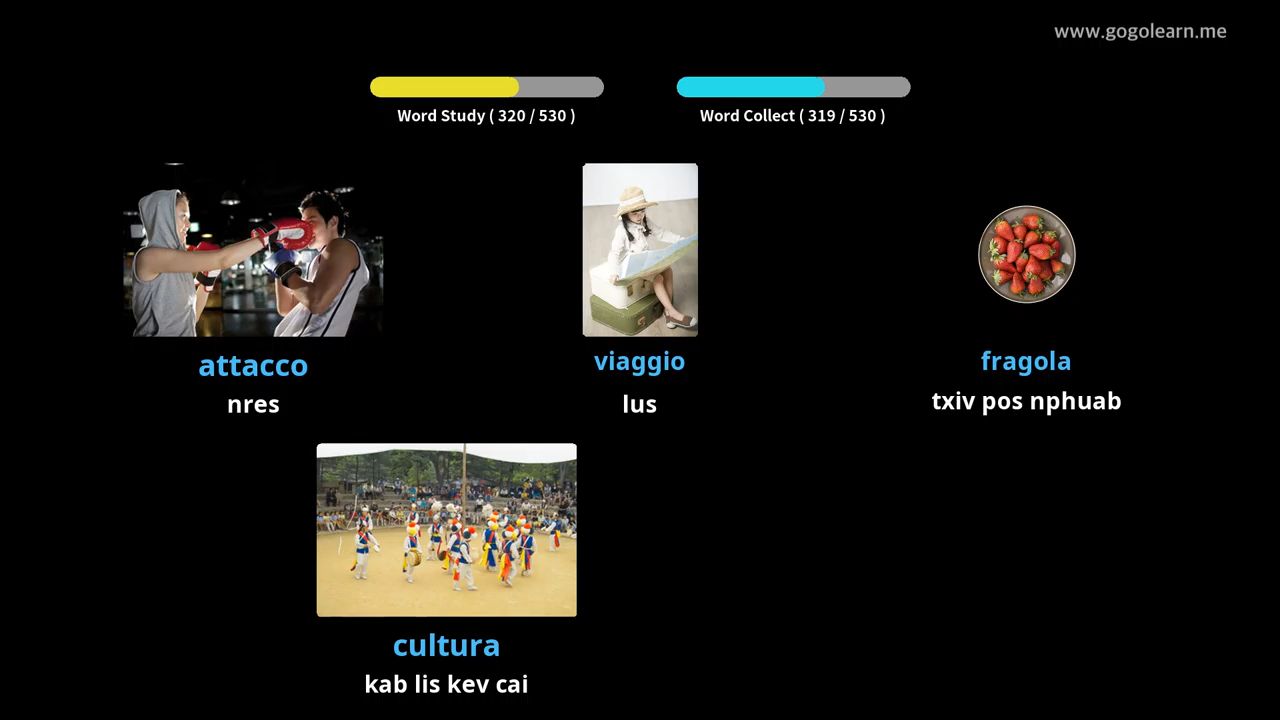 www.gogolearn.me
Word Study ( 320 / 530 )
Word Collect ( 319 / 530 )
attacco
nres
viaggio
lus
fragola
txiv pos nphuab
cultura
kab lis kev cai